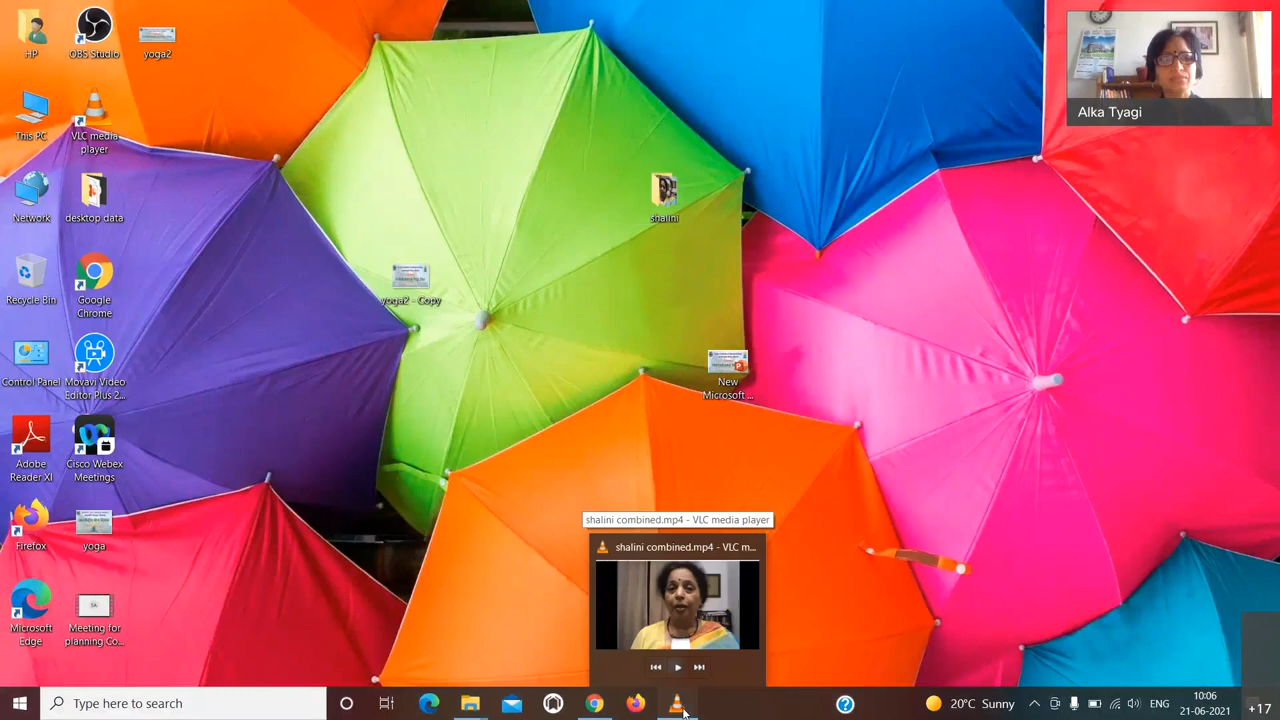 HP
OBS Studio
yoga2
Alka Tyagi
This PC
VLC media
player
Network
desktop data
shalini
Recycle Bin
Google
Chrome
yoga2 - Copy
Control Panel
Movavi Video
Editor Plus 2...
New
Microsoft ...
Adobe
Reader XI
Cisco Webex
Meetings
Firefox
yoga
shalini combined.mp4 - VLC media player
shalini combined.mp4 - VLC m...
Microsoft
Edge
SA
Meeting for
planning Co...
Type here to search
20°C Sunny
ENG
10:06
21-06-2021
+17